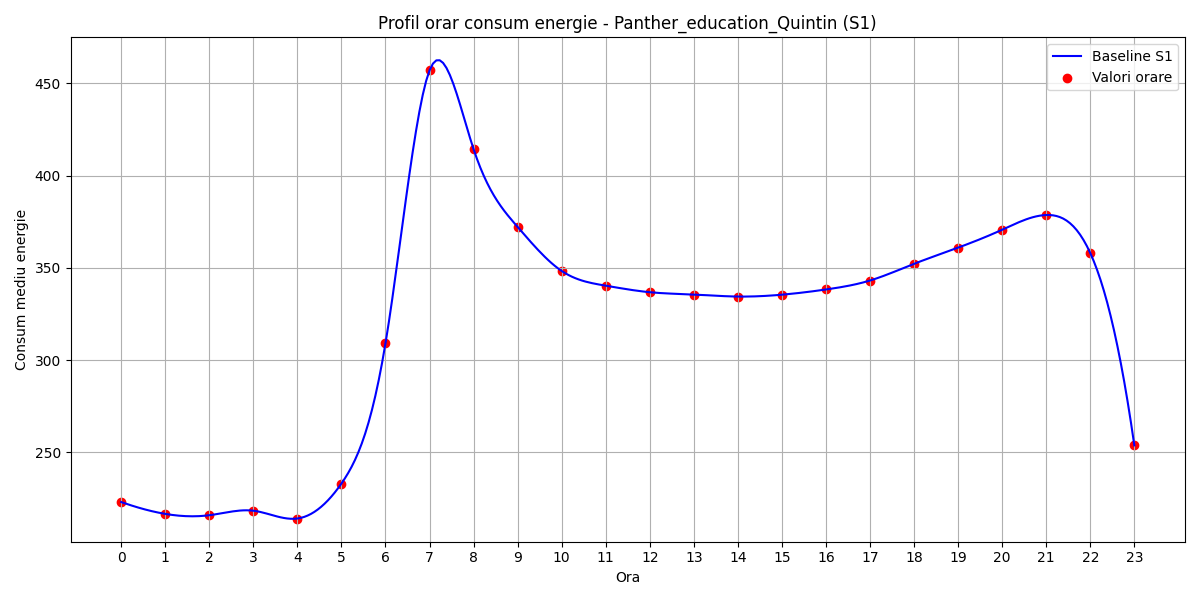 Profil orar consum energie - Panther_education_Quintin (S1)
Baseline S1
Valori orare
Consum mediu energie
450
400
350
300
250
0 1 2 3 4 5 6 7 8 9 10 11 12 13 14 15 16 17 18 19 20 21 22 23
Ora